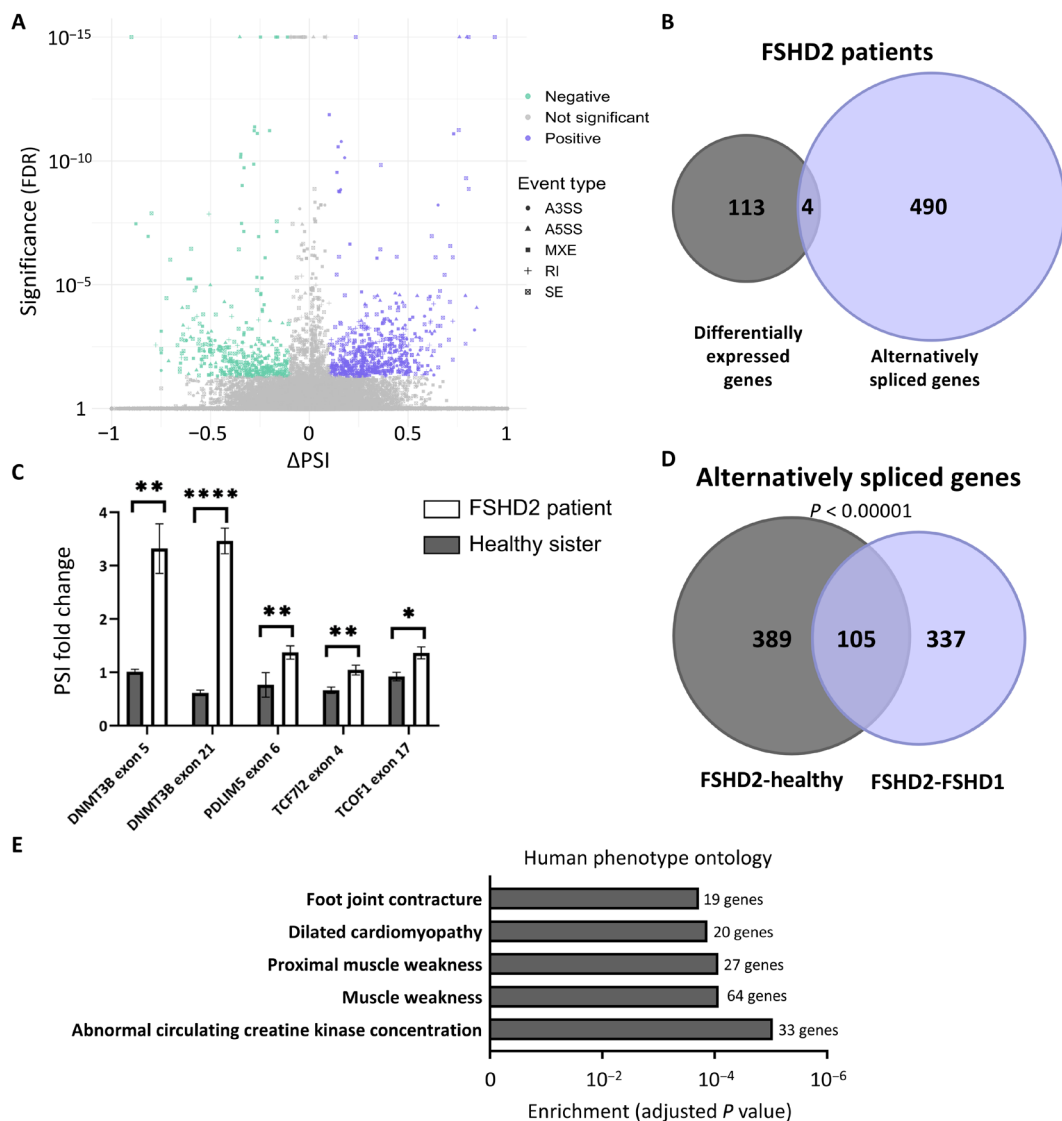 A
Significance (FDR)
10−15
10−10
10−5
1
−1
−0.5
0
0.5
1
ΔPSI
Negative
Not significant
Positive
Event type
A3SS
A5SS
MXE
RI
SE
B
FSHD2 patients
113
4
490
Differentially
expressed
genes
Alternatively
spliced genes
C
PSI fold change
4
3
2
1
0
**
****
**
**
*
FSHD2 patient
Healthy sister
DNMT3B exon 5
DNMT3B exon 21
PDLIM5 exon 6
TCF7l2 exon 4
TCOF1 exon 17
D
Alternatively spliced genes
P < 0.00001
389
105
337
FSHD2-healthy
FSHD2-FSHD1
E
Human phenotype ontology
Foot joint contracture
19 genes
Dilated cardiomyopathy
20 genes
Proximal muscle weakness
27 genes
Muscle weakness
64 genes
Abnormal circulating creatine kinase concentration
33 genes
0
10−2
10−4
10−6
Enrichment (adjusted P value)